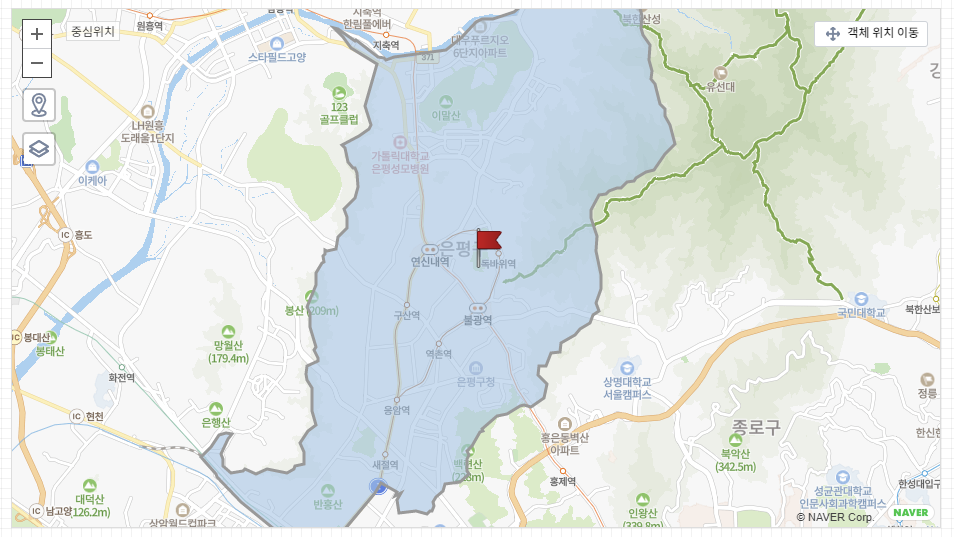 지축역
한림풀에버
원흥역
지축역
북한산성
중심위치
객체 위치 이동
스타필드고양
371
대우푸르지오
6단지아파트
유선대
123
골프클럽
이말산
LH원흥
도래울1단지
가톨릭대학교
은평성모병원
이케아
IC 흥도
은평
연신내역
독바위역
봉산(209m)
구산역
불광역
국민대학교
북한산보
IC 봉대산
봉태산
망월산
(179.4m)
역촌역
화전역
은평구청
상명대학교
서울캠퍼스
정릉
IC 현천
은행산
응암역
종로구
홍은동벽산
아파트
북악산
(342.5m)
한신한
새절역
백련산
홍제역
성균관대학교
인문사회과학캠퍼스
한성대입구
대덕산
126.2m)
반홍산
IC 남고양
상암월드컵파크
인왕산
(339.8m)
© NAVER Corp.
NAVER